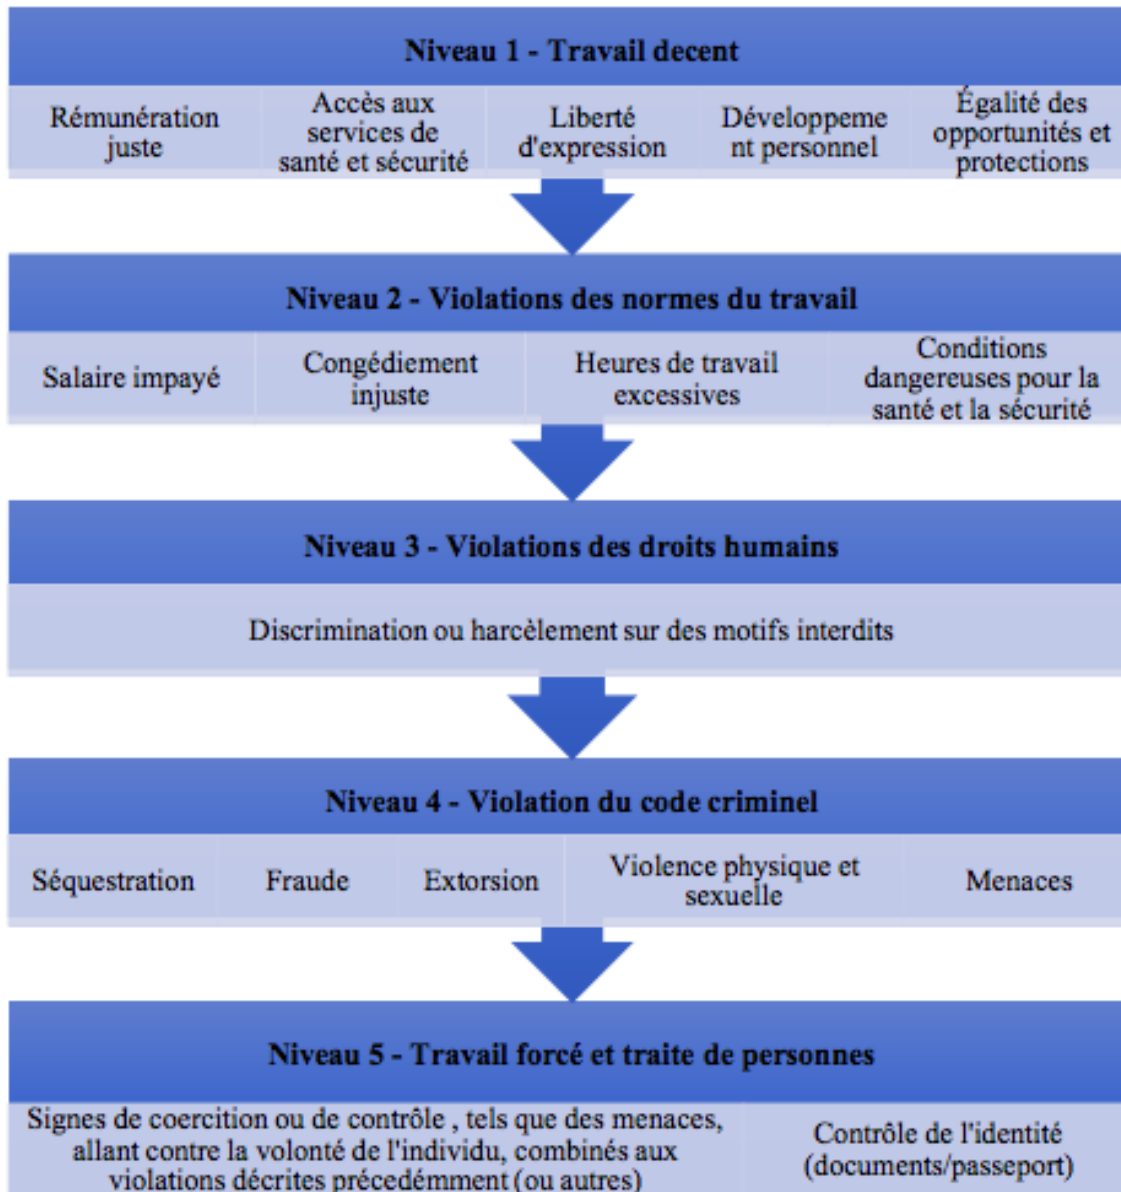 Niveau 1 - Travail decent
Rémunération
juste
Accès aux
services de
santé et sécurité
Liberté
d'expression
Développeme
nt personnel
Égalité des
opportunités et
protections
Niveau 2 - Violations des normes du travail
Salaire impayé
Congédiement
injuste
Heures de travail
excessives
Conditions
dangereuses pour la
santé et la sécurité
Niveau 3 - Violations des droits humains
Discrimination ou harcèlement sur des motifs interdits
Niveau 4 - Violation du code criminel
Séquestration
Fraude
Extorsion
Violence physique et
sexuelle
Menaces
Niveau 5 - Travail forcé et traite de personnes
Signes de coercition ou de contrôle , tels que des menaces,
allant contre la volonté de l'individu, combinés aux
violations décrites précedémment (ou autres)
Contrôle de l'identité
(documents/passeport)